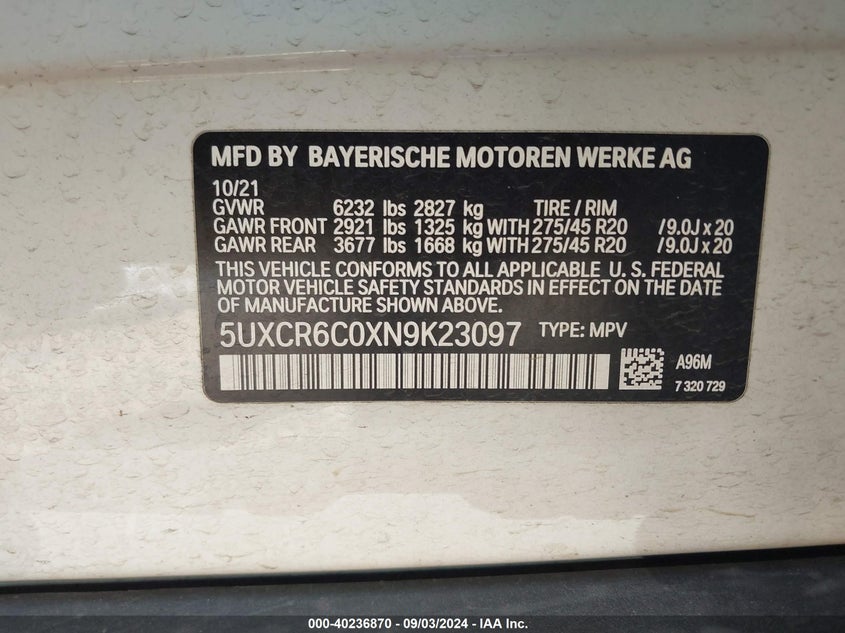 MFD BY BAYERISCHE MOTOREN WERKE AG
10/21
GVWR 6232 lbs 2827 kg TIRE / RIM
GAWR FRONT 2921 lbs 1325 kg WITH 275/45 R20 /9.0J x 20
GAWR REAR 3677 lbs 1668 kg WITH 275/45 R20 /9.0J x 20
THIS VEHICLE CONFORMS TO ALL APPLICABLE U. S. FEDERAL
MOTOR VEHICLE SAFETY STANDARDS IN EFFECT ON THE DATE
OF MANUFACTURE SHOWN ABOVE.
5UXCR6C0XN9K23097 TYPE: MPV
A96M
7 320 729
000-40236870 - 09/03/2024 - IAA Inc.